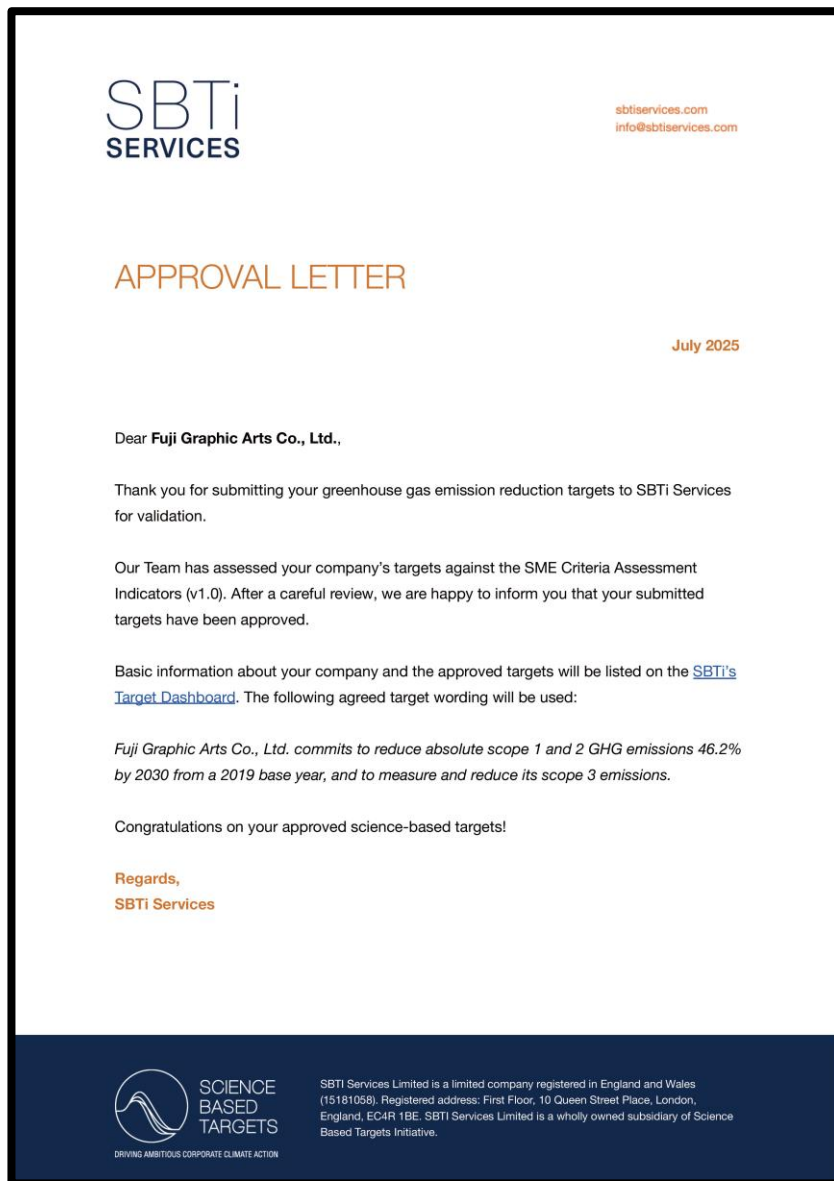 SBTi
SERVICES
sbtiservices.com
info@sbtiservices.com
APPROVAL LETTER
July 2025
Dear Fuji Graphic Arts Co., Ltd.,
Thank you for submitting your greenhouse gas emission reduction targets to SBTi Services
for validation.
Our Team has assessed your company's targets against the SME Criteria Assessment
Indicators (v1.0). After a careful review, we are happy to inform you that your submitted
targets have been approved.
Basic information about your company and the approved targets will be listed on the SBTi's
Target Dashboard. The following agreed target wording will be used:
Fuji Graphic Arts Co., Ltd. commits to reduce absolute scope 1 and 2 GHG emissions 46.2%
by 2030 from a 2019 base year, and to measure and reduce its scope 3 emissions.
Congratulations on your approved science-based targets!
Regards,
SBTi Services
SCIENCE
BASED
TARGETS
DRIVING AMBITIOUS CORPORATE CLIMATE ACTION
SBTI Services Limited is a limited company registered in England and Wales
(15181058). Registered address: First Floor, 10 Queen Street Place, London,
England, EC4R 1BE. SBTI Services Limited is a wholly owned subsidiary of Science
Based Targets Initiative.